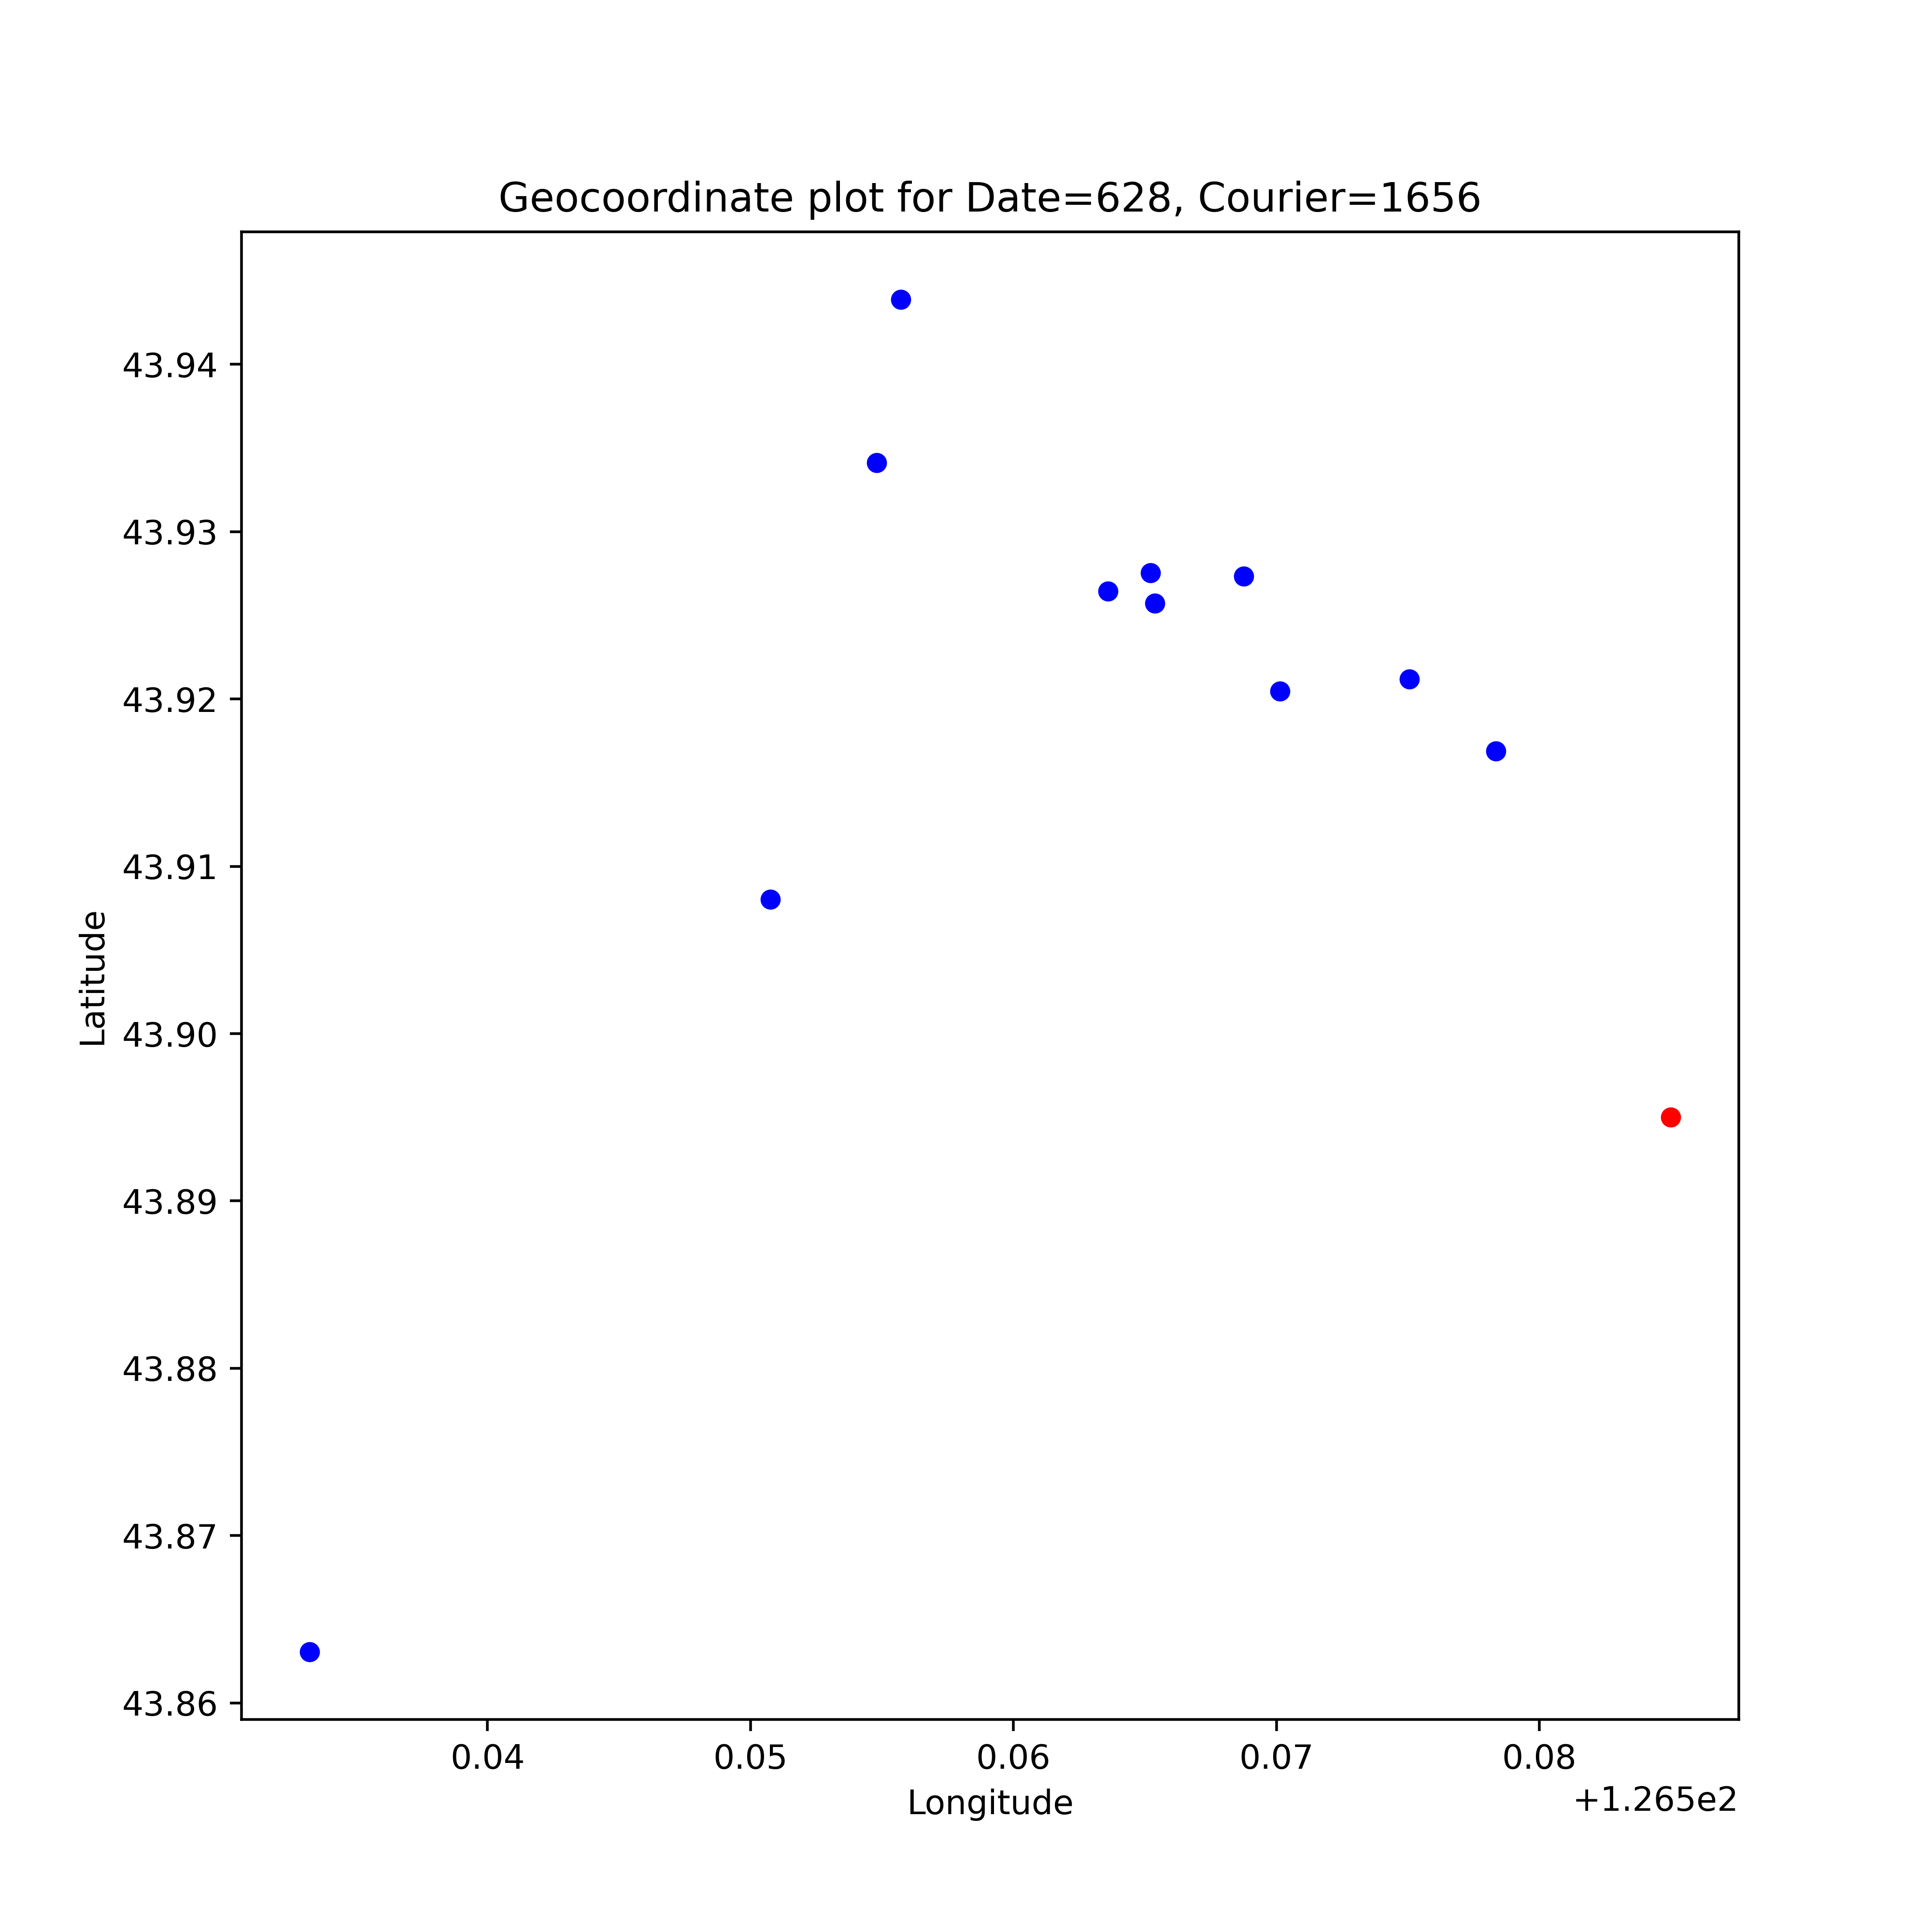 Geocoordinate plot for Date=628, Courier=1656
43.94
43.93
43.92
43.91
43.90
43.89
43.88
43.87
43.86
Latitude
0.04 0.05 0.06 0.07 0.08
+1.265e2
Longitude